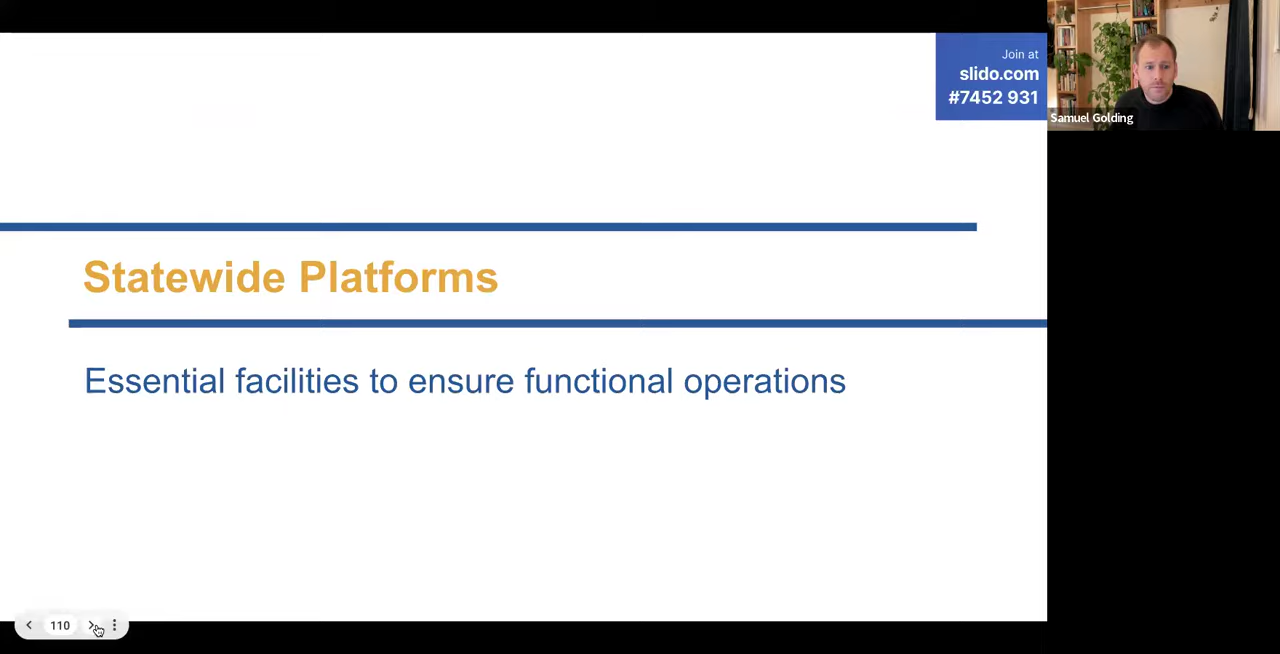 Join at
slido.com
#7452 931
Samuel Golding
Statewide Platforms
Essential facilities to ensure functional operations
110